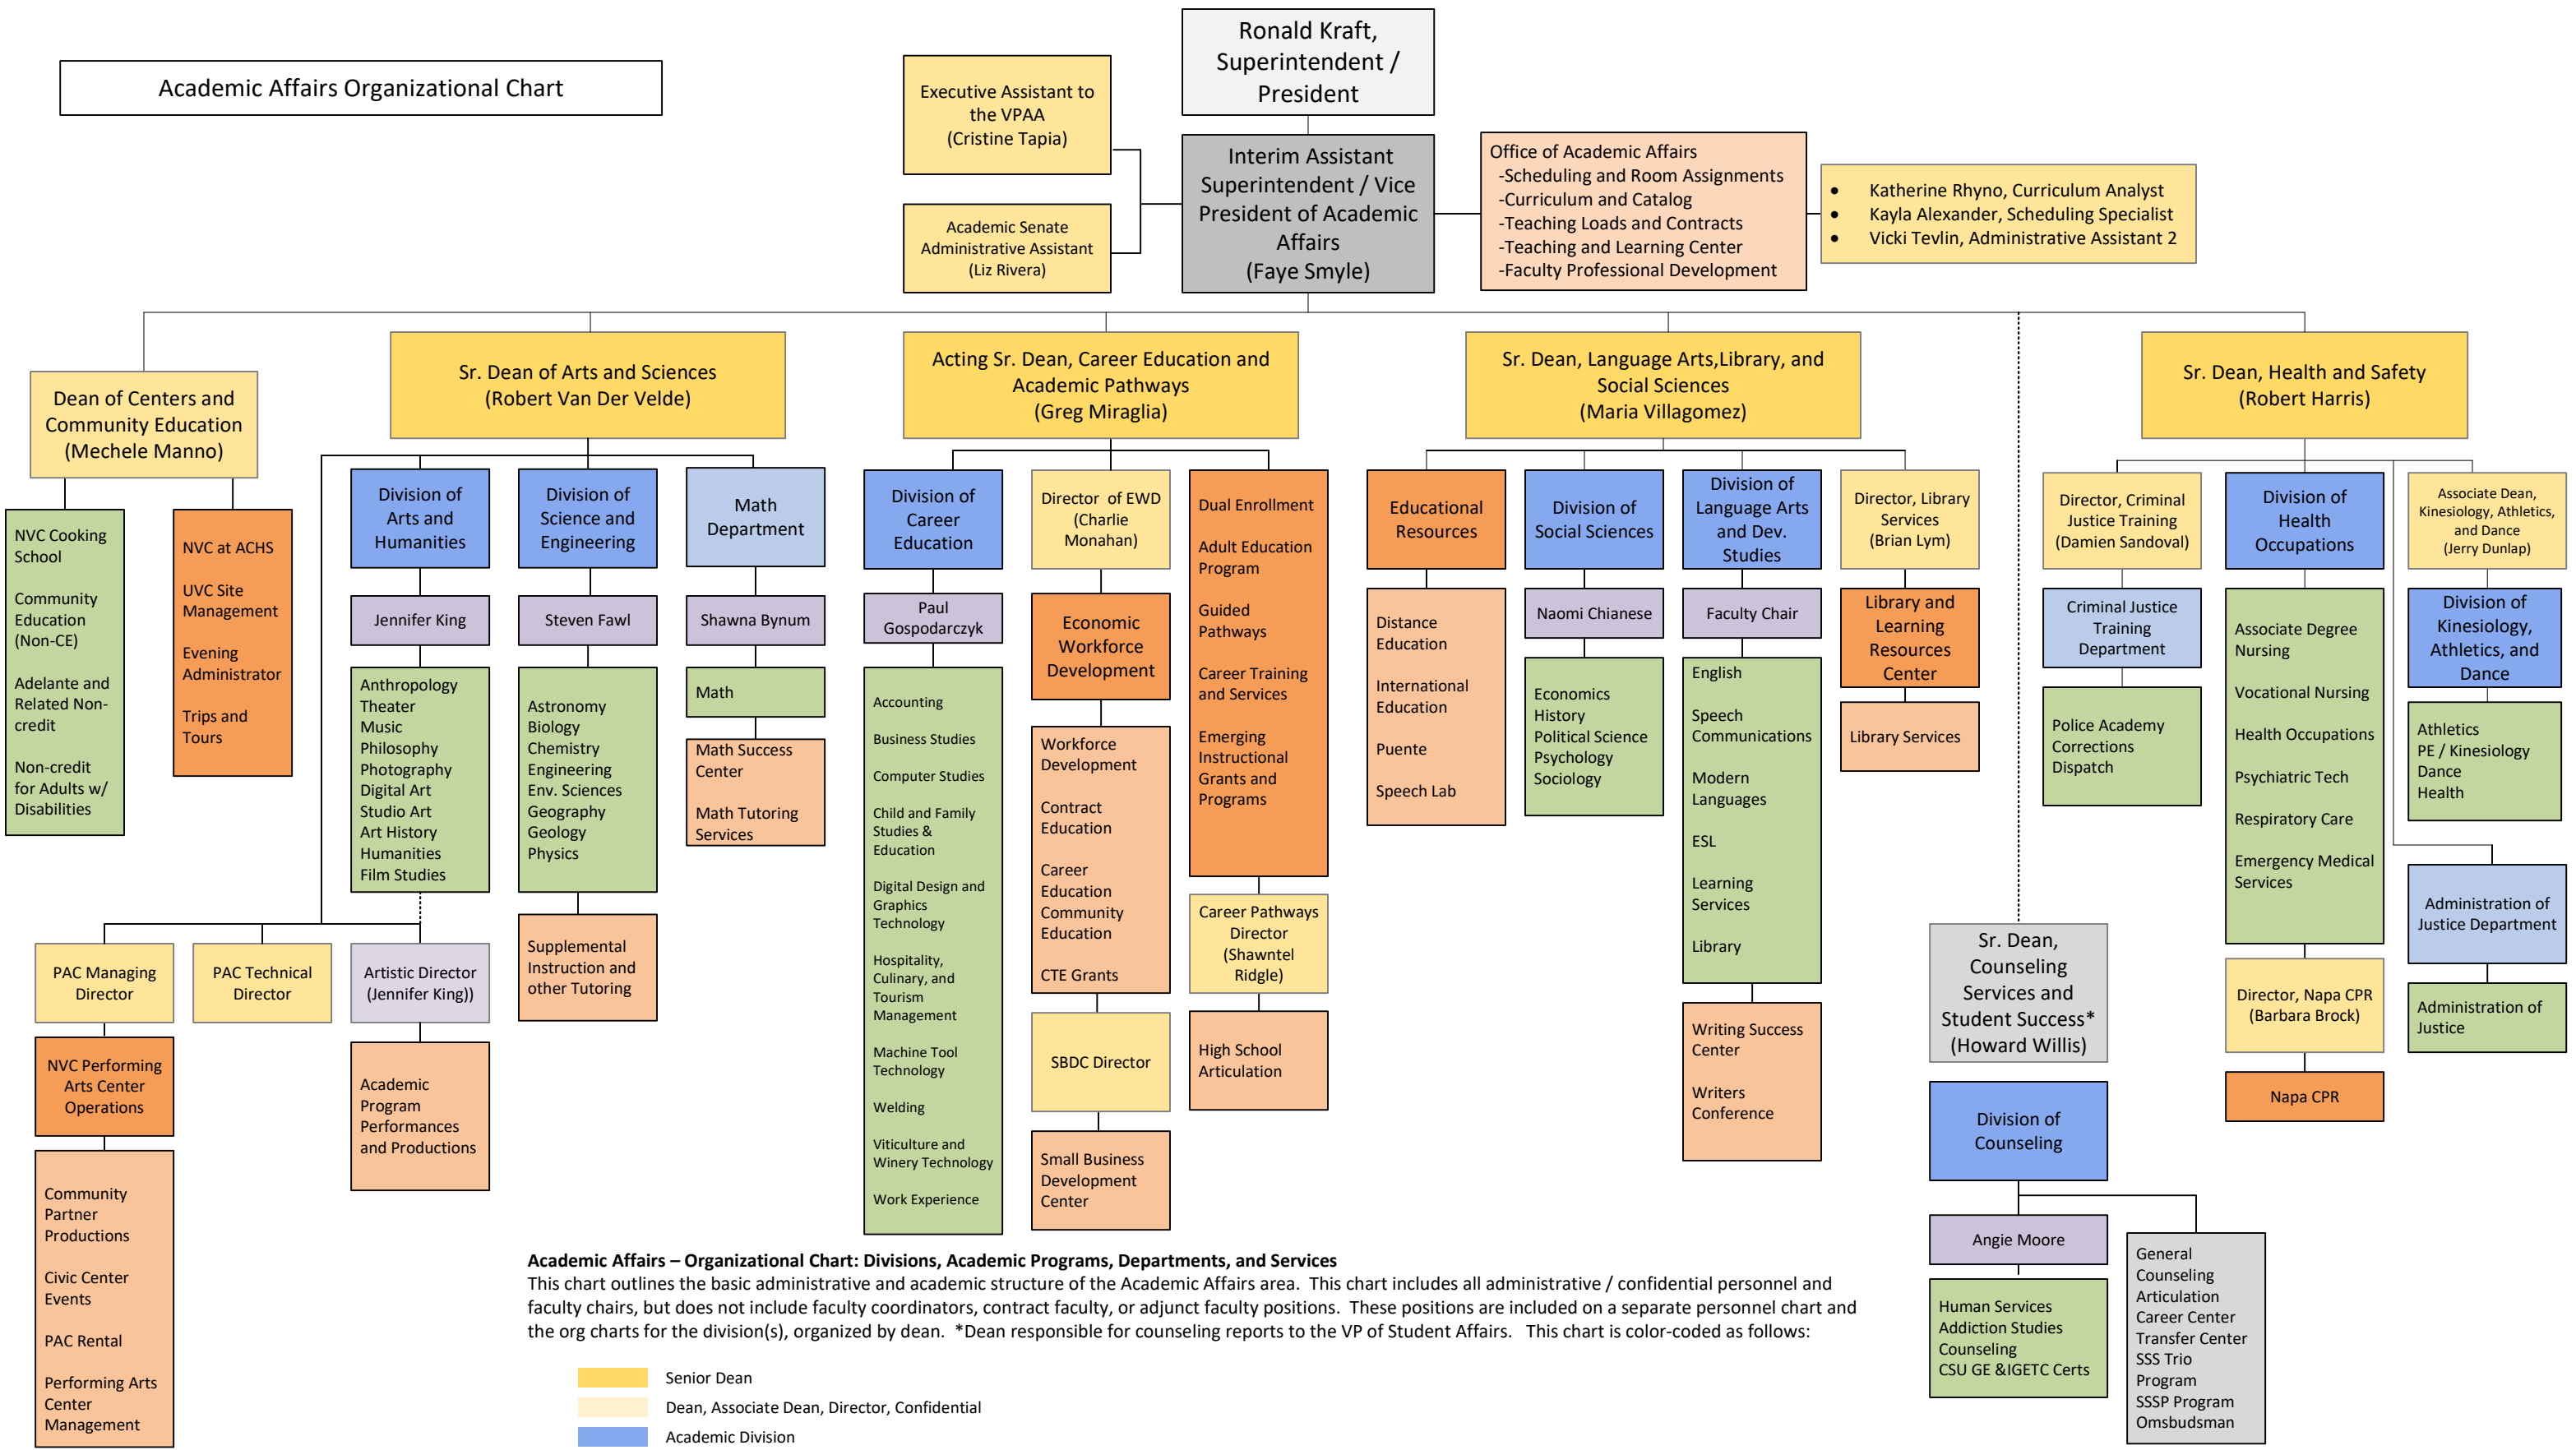 Academic Affairs Organizational Chart
Ronald Kraft,
Superintendent /
President
Executive Assistant to
the VPAA
(Cristine Tapia)
Academic Senate
Administrative Assistant
(Liz Rivera)
Interim Assistant
Superintendent / Vice
President of Academic
Affairs
(Faye Smyle)
Office of Academic Affairs
-Scheduling and Room Assignments
-Curriculum and Catalog
-Teaching Loads and Contracts
-Teaching and Learning Center
-Faculty Professional Development
• Katherine Rhyno, Curriculum Analyst
• Kayla Alexander, Scheduling Specialist
• Vicki Tevlin, Administrative Assistant 2
Dean of Centers and
Community Education
(Mechele Manno)
NVC Cooking
School
Community
Education
(Non-CE)
Adelante and
Related Non-
credit
Non-credit
for Adults w/
Disabilities
NVC at ACHS
UVC Site
Management
Evening
Administrator
Trips and
Tours
Sr. Dean of Arts and Sciences
(Robert Van Der Velde)
Division of
Arts and
Humanities
Jennifer King
Anthropology
Theater
Music
Philosophy
Photography
Digital Art
Studio Art
Art History
Humanities
Film Studies
Division of
Science and
Engineering
Steven Fawl
Astronomy
Biology
Chemistry
Engineering
Env. Sciences
Geography
Geology
Physics
Supplemental
Instruction and
other Tutoring
Math
Department
Shawna Bynum
Math
Math Success
Center
Math Tutoring
Services
PAC Managing
Director
NVC Performing
Arts Center
Operations
Community
Partner
Productions
Civic Center
Events
PAC Rental
Performing Arts
Center
Management
PAC Technical
Director
Artistic Director
(Jennifer King))
Academic
Program
Performances
and Productions
Acting Sr. Dean, Career Education and
Academic Pathways
(Greg Miraglia)
Division of
Career
Education
Paul
Gospodarczyk
Accounting
Business Studies
Computer Studies
Child and Family
Studies &
Education
Digital Design and
Graphics
Technology
Hospitality,
Culinary, and
Tourism
Management
Machine Tool
Technology
Welding
Viticulture and
Winery Technology
Work Experience
Director of EWD
(Charlie
Monahan)
Economic
Workforce
Development
Workforce
Development
Contract
Education
Career
Education
Community
Education
CTE Grants
SBDC Director
Small Business
Development
Center
Dual Enrollment
Adult Education
Program
Guided
Pathways
Career Training
and Services
Emerging
Instructional
Grants and
Programs
Career Pathways
Director
(Shawntel
Ridgle)
High School
Articulation
Sr. Dean, Language Arts,Library, and
Social Sciences
(Maria Villagomez)
Educational
Resources
Distance
Education
International
Education
Puente
Speech Lab
Division of
Social Sciences
Naomi Chianese
Economics
History
Political Science
Psychology
Sociology
Division of
Language Arts
and Dev.
Studies
Faculty Chair
English
Speech
Communications
Modern
Languages
ESL
Learning
Services
Library
Writing Success
Center
Writers
Conference
Director, Library
Services
(Brian Lym)
Library and
Learning
Resources
Center
Library Services
Sr. Dean,
Counseling
Services and
Student Success*
(Howard Willis)
Division of
Counseling
Angie Moore
Human Services
Addiction Studies
Counseling
CSU GE &IGETC Certs
General
Counseling
Articulation
Career Center
Transfer Center
SSS Trio
Program
SSSP Program
Omsbudsman
Sr. Dean, Health and Safety
(Robert Harris)
Director, Criminal
Justice Training
(Damien Sandoval)
Criminal Justice
Training
Department
Police Academy
Corrections
Dispatch
Division of
Health
Occupations
Associate Degree
Nursing
Vocational Nursing
Health Occupations
Psychiatric Tech
Respiratory Care
Emergency Medical
Services
Director, Napa CPR
(Barbara Brock)
Napa CPR
Associate Dean,
Kinesiology, Athletics,
and Dance
(Jerry Dunlap)
Division of
Kinesiology,
Athletics, and
Dance
Athletics
PE / Kinesiology
Dance
Health
Administration of
Justice Department
Administration of
Justice
Academic Affairs – Organizational Chart: Divisions, Academic Programs, Departments, and Services
This chart outlines the basic administrative and academic structure of the Academic Affairs area. This chart includes all administrative / confidential personnel and
faculty chairs, but does not include faculty coordinators, contract faculty, or adjunct faculty positions. These positions are included on a separate personnel chart and
the org charts for the division(s), organized by dean. *Dean responsible for counseling reports to the VP of Student Affairs. This chart is color-coded as follows:
Senior Dean
Dean, Associate Dean, Director, Confidential
Academic Division